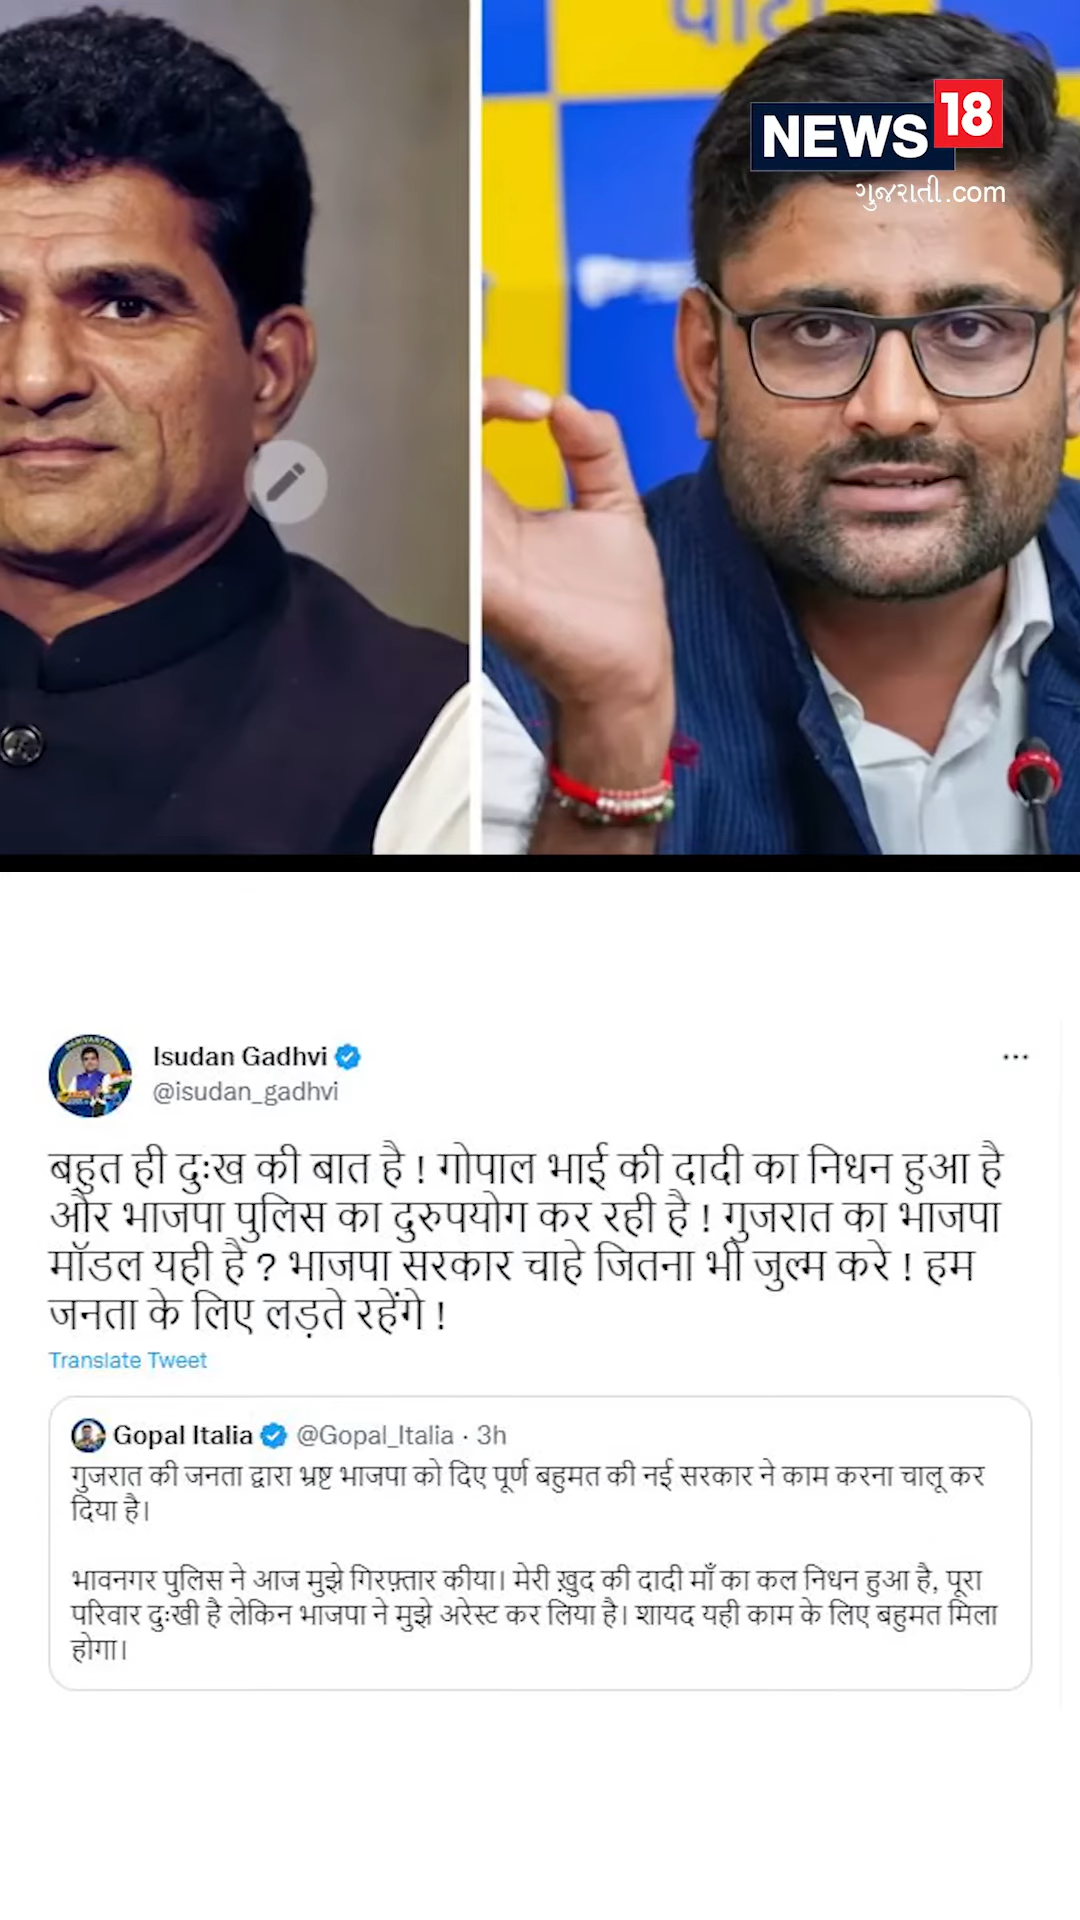 पार्टी
NEWS 18
ગુજરાતી.com
Isudan Gadhvi
@isudan_gadhvi
बहुत ही दुःख की बात है ! गोपाल भाई की दादी का निधन हुआ है
और भाजपा पुलिस का दुरुपयोग कर रही है ! गुजरात का भाजपा
मॉडल यही है ? भाजपा सरकार चाहे जितना भी जुल्म करे ! हम
जनता के लिए लड़ते रहेंगे !
Translate Tweet
Gopal Italia @Gopal_Italia · 3h
गुजरात की जनता द्वारा भ्रष्ट भाजपा को दिए पूर्ण बहुमत की नई सरकार ने काम करना चालू कर
दिया है।
भावनगर पुलिस ने आज मुझे गिरफ़्तार कीया। मेरी ख़ुद की दादी माँ का कल निधन हुआ है, पूरा
परिवार दुःखी है लेकिन भाजपा ने मुझे अरेस्ट कर लिया है। शायद यही काम के लिए बहुमत मिला
होगा।